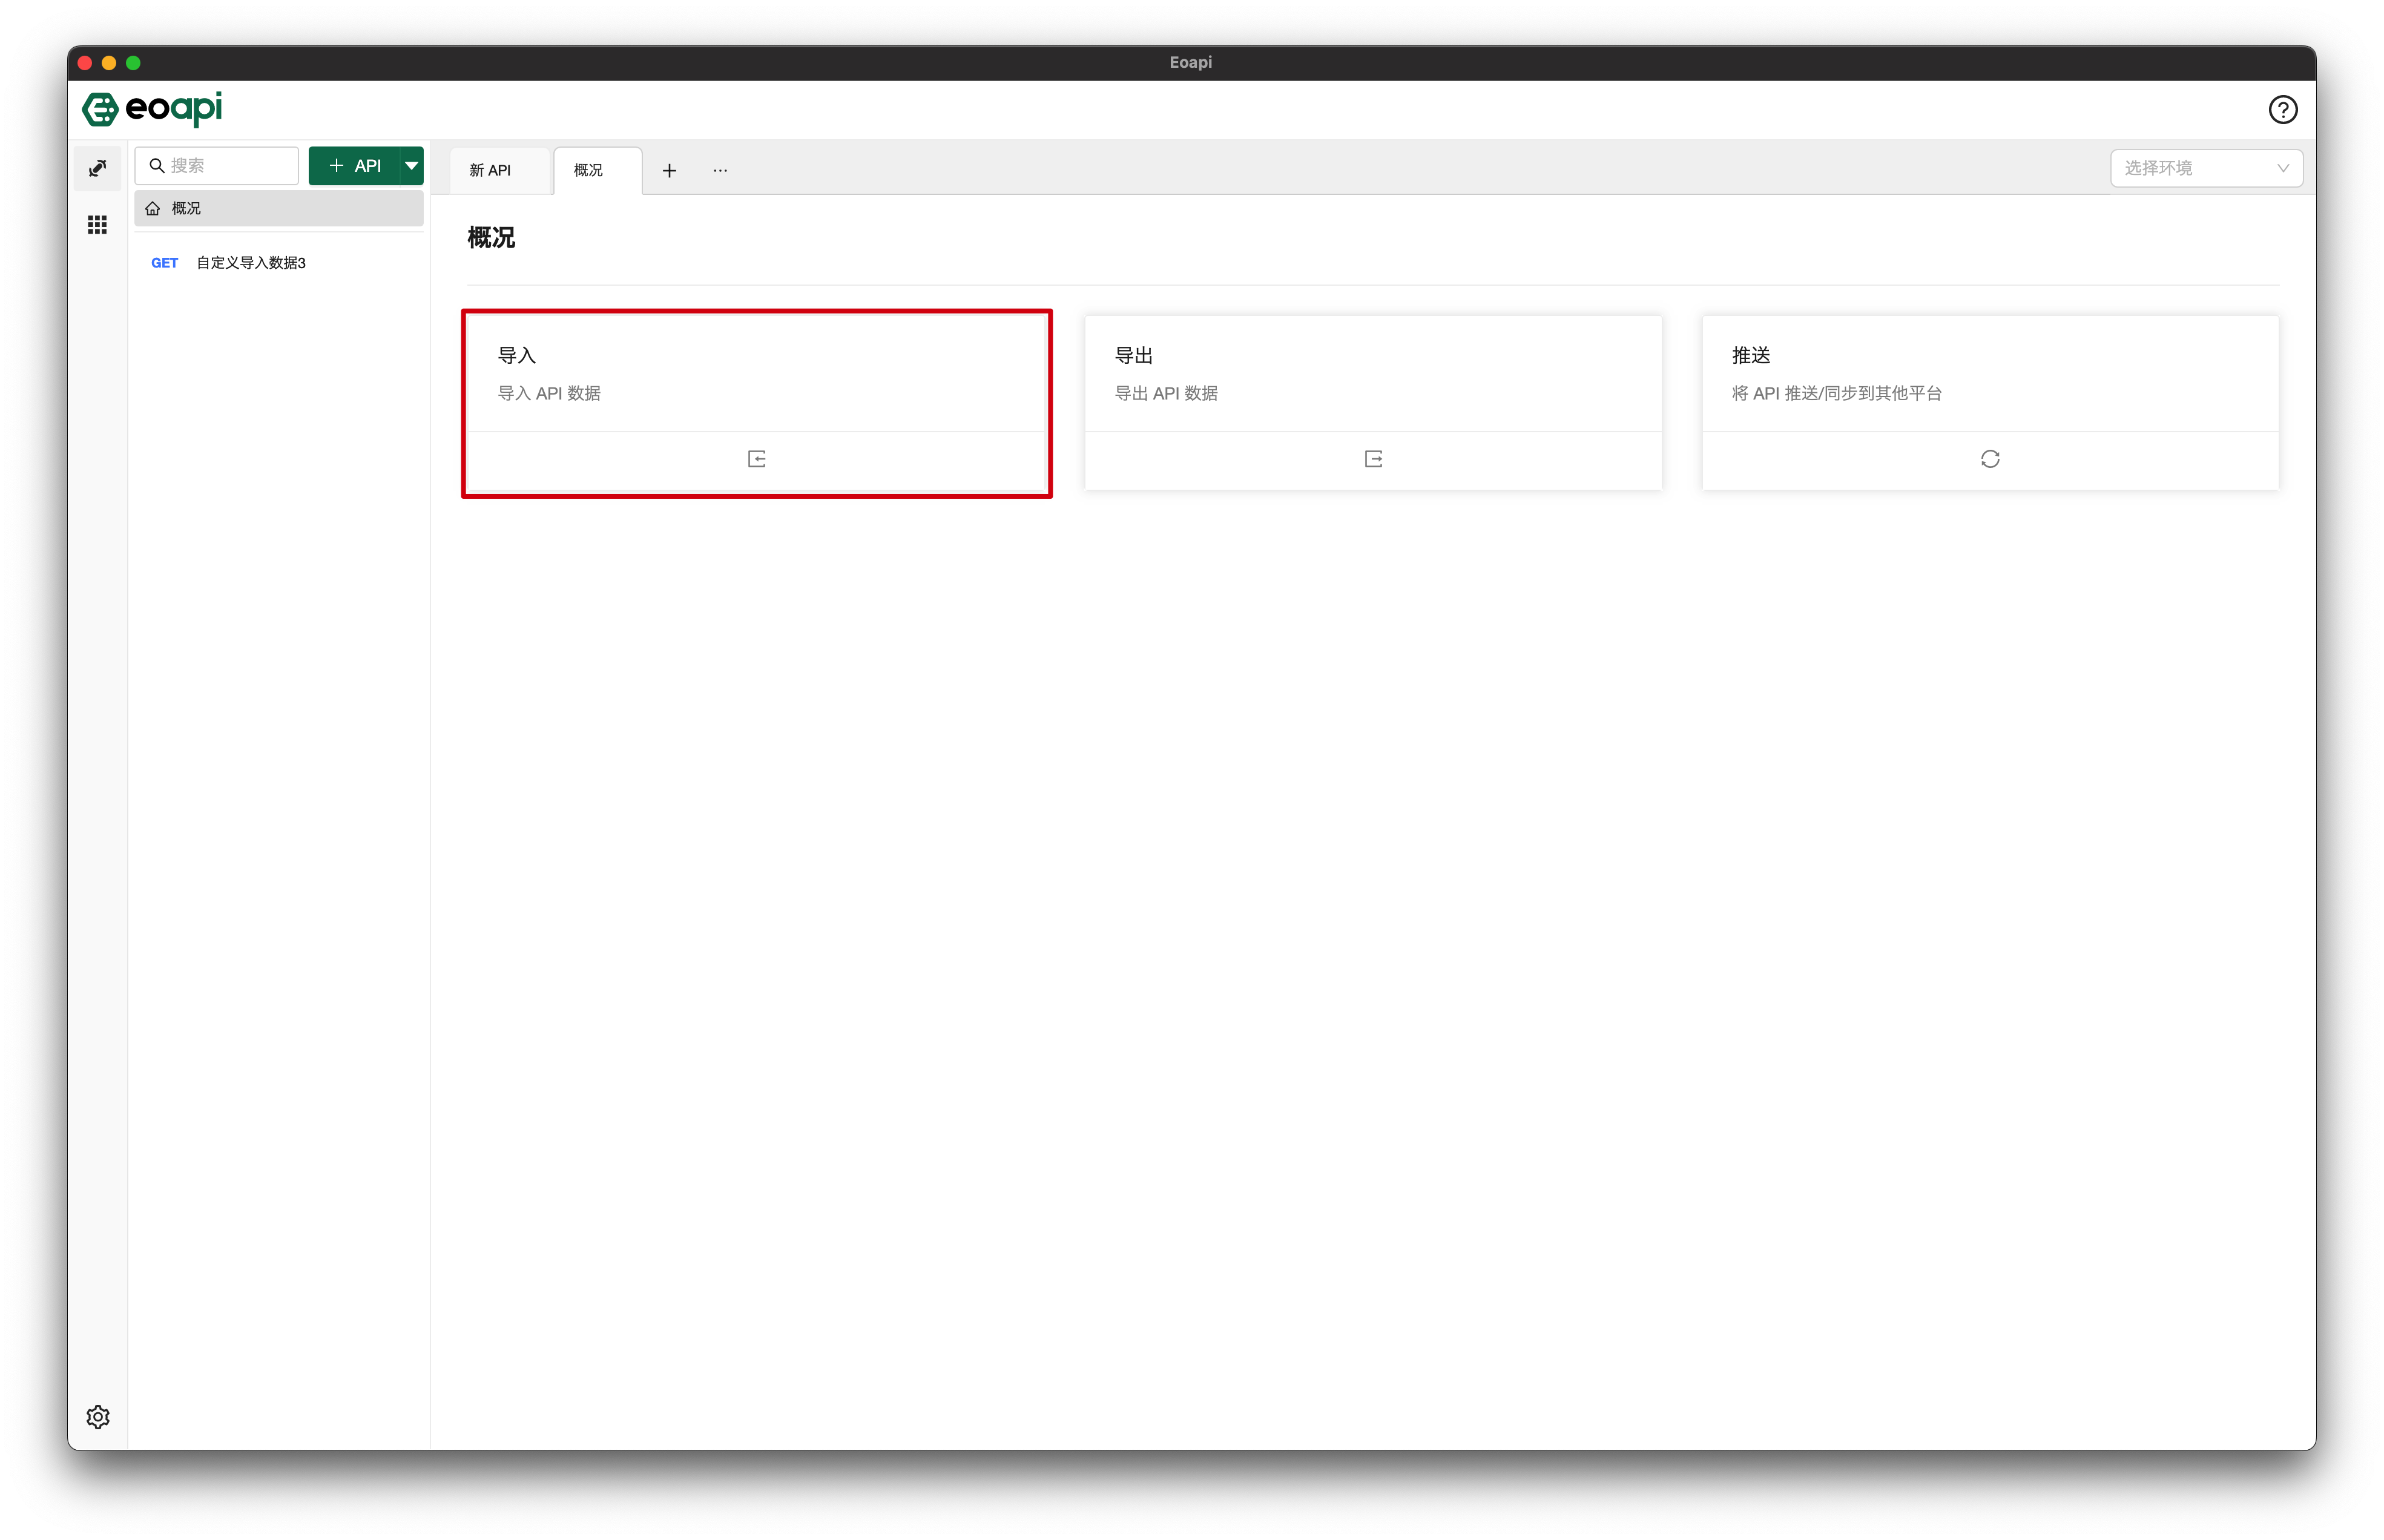 Eoapi
eoapi
搜索
+ API
新 API
概况
+
...
选择环境
概况
GET 自定义导入数据3
概况
导入
导入 API 数据
导出
导出 API 数据
推送
将 API 推送/同步到其他平台